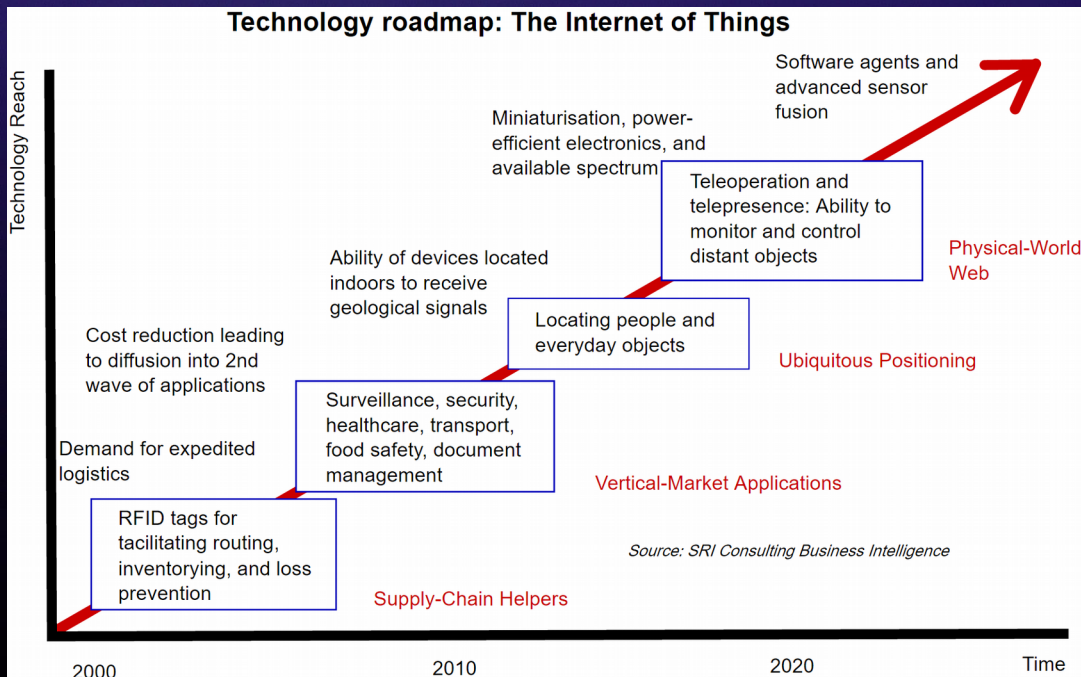 Technology roadmap: The Internet of Things
Technology Reach
Software agents and
advanced sensor
fusion
Miniaturisation, power-
efficient electronics, and
available spectrum
Teleoperation and
telepresence: Ability to
monitor and control
distant objects
Physical-World
Web
Ability of devices located
indoors to receive
geological signals
Locating people and
everyday objects
Ubiquitous Positioning
Cost reduction leading
to diffusion into 2nd
wave of applications
Surveillance, security,
healthcare, transport,
food safety, document
management
Vertical-Market Applications
Demand for expedited
logistics
RFID tags for
tacilitating routing,
inventorying, and loss
prevention
Supply-Chain Helpers
Source: SRI Consulting Business Intelligence
2000
2010
2020
Time